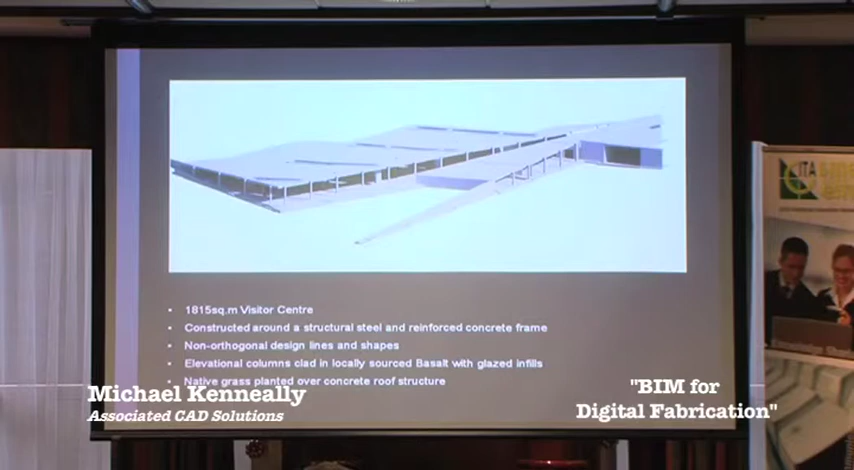 1815sq.m Visitor Centre
Constructed around a structural steel and reinforced concrete frame
Non-orthogonal design lines and shapes
Elevational columns clad in locally sourced Basalt with glazed infills
Native grass planted over concrete roof structure
Michael Kenneally
Associated CAD Solutions
"BIM for
Digital Fabrication"
ITA